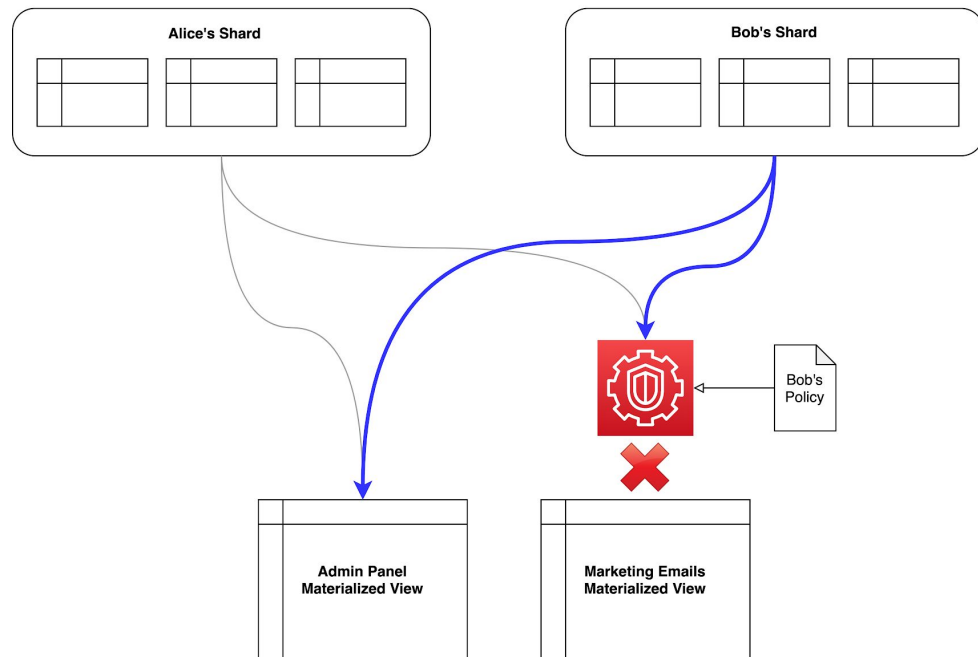 Alice's Shard
Bob's Shard
Bob's
Policy
Admin Panel
Materialized View
Marketing Emails
Materialized View